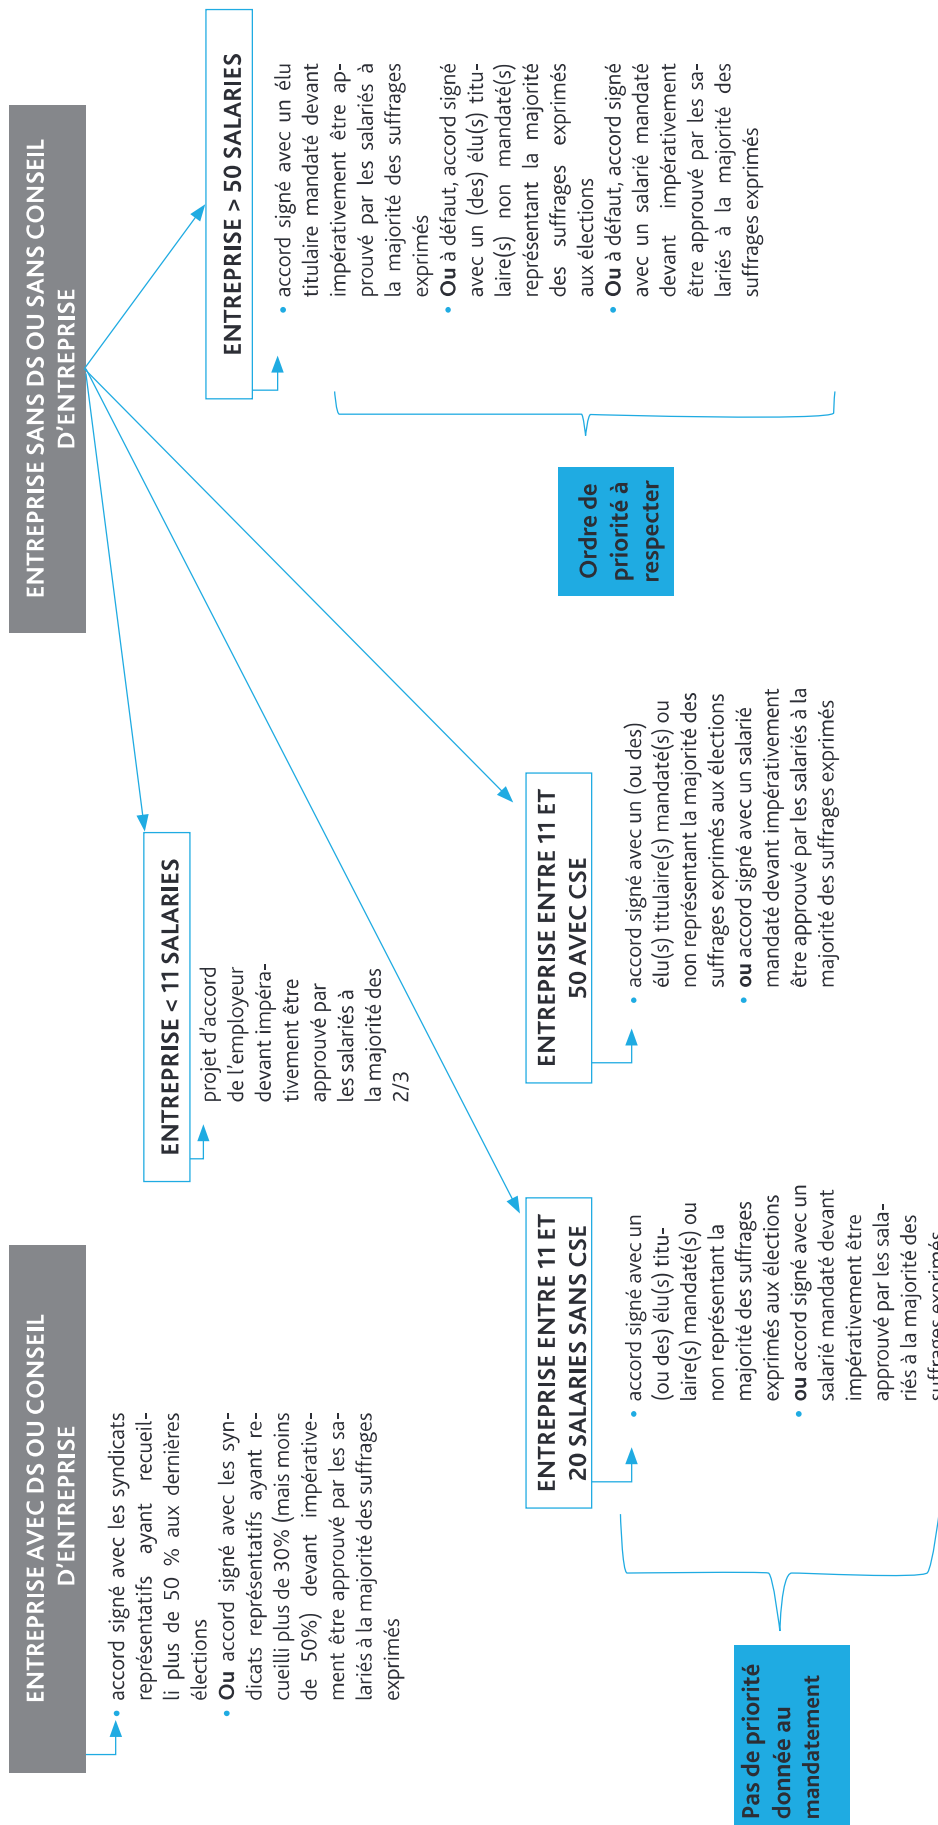 ENTREPRISE AVEC DS OU CONSEIL
D'ENTREPRISE
• accord signé avec les syndicats
représentatifs ayant recueil-
li plus de 50 % aux dernières
élections
• Ou accord signé avec les syn-
dicats représentatifs ayant re-
cueilli plus de 30% (mais moins
de 50%) devant impérative-
ment être approuvé par les sa-
lariés à la majorité des suffrages
exprimés
ENTREPRISE SANS DS OU SANS CONSEIL
D'ENTREPRISE
ENTREPRISE < 11 SALARIES
projet d'accord
de l'employeur
devant impéra-
tivement être
approuvé par
les salariés à
la majorité des
2/3
ENTREPRISE > 50 SALARIES
• accord signé avec un élu
titulaire mandaté devant
impérativement être ap-
prouvé par les salariés à
la majorité des suffrages
exprimés
• Ou à défaut, accord signé
avec un (des) élu(s) titu-
laire(s) non mandaté(s)
représentant la majorité
des suffrages exprimés
aux élections
• Ou à défaut, accord signé
avec un salarié mandaté
devant impérativement
être approuvé par les sa-
lariés à la majorité des
suffrages exprimés
Ordre de
priorité à
respecter
ENTREPRISE ENTRE 11 ET
20 SALARIES SANS CSE
• accord signé avec un
(ou des) élu(s) titu-
laire(s) mandaté(s) ou
non représentant la
majorité des suffrages
exprimés aux élections
• ou accord signé avec un
salarié mandaté devant
impérativement être
approuvé par les sala-
riés à la majorité des
suffrages exprimés
ENTREPRISE ENTRE 11 ET
50 AVEC CSE
• accord signé avec un (ou des)
élu(s) titulaire(s) mandaté(s) ou
non représentant la majorité des
suffrages exprimés aux élections
• ou accord signé avec un salarié
mandaté devant impérativement
être approuvé par les salariés à la
majorité des suffrages exprimés
Pas de priorité
donnée au
mandatement